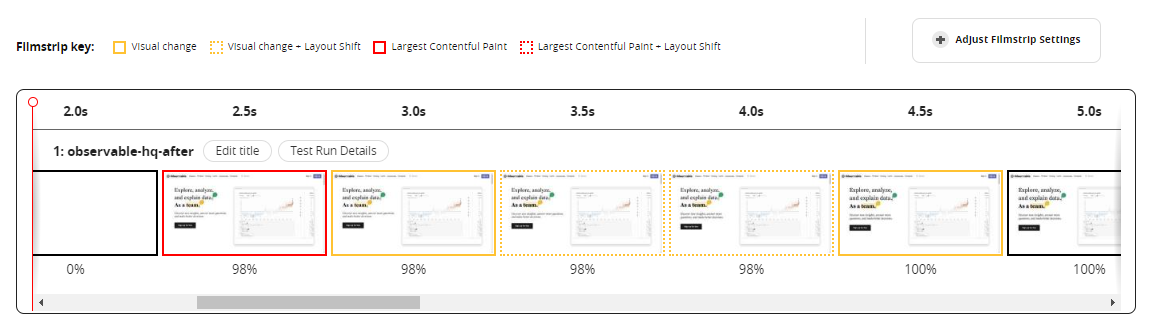 Filmstrip key: Visual change Visual change + Layout Shift Largest Contentful Paint Largest Contentful Paint + Layout Shift
Adjust Filmstrip Settings
2.0s 2.5s 3.0s 3.5s 4.0s 4.5s 5.0s
1: observable-hq-after Edit title Test Run Details
Explore, analyze, and explain data. As a team.
Explore, analyze, and explain data. As a team.
Explore, analyze, and explain data. As a team.
Explore, analyze, and explain data. As a team.
Explore, analyze, and explain data. As a team.
Explore, analyze, and explain data. As a team.
0% 98% 98% 98% 98% 100% 100%